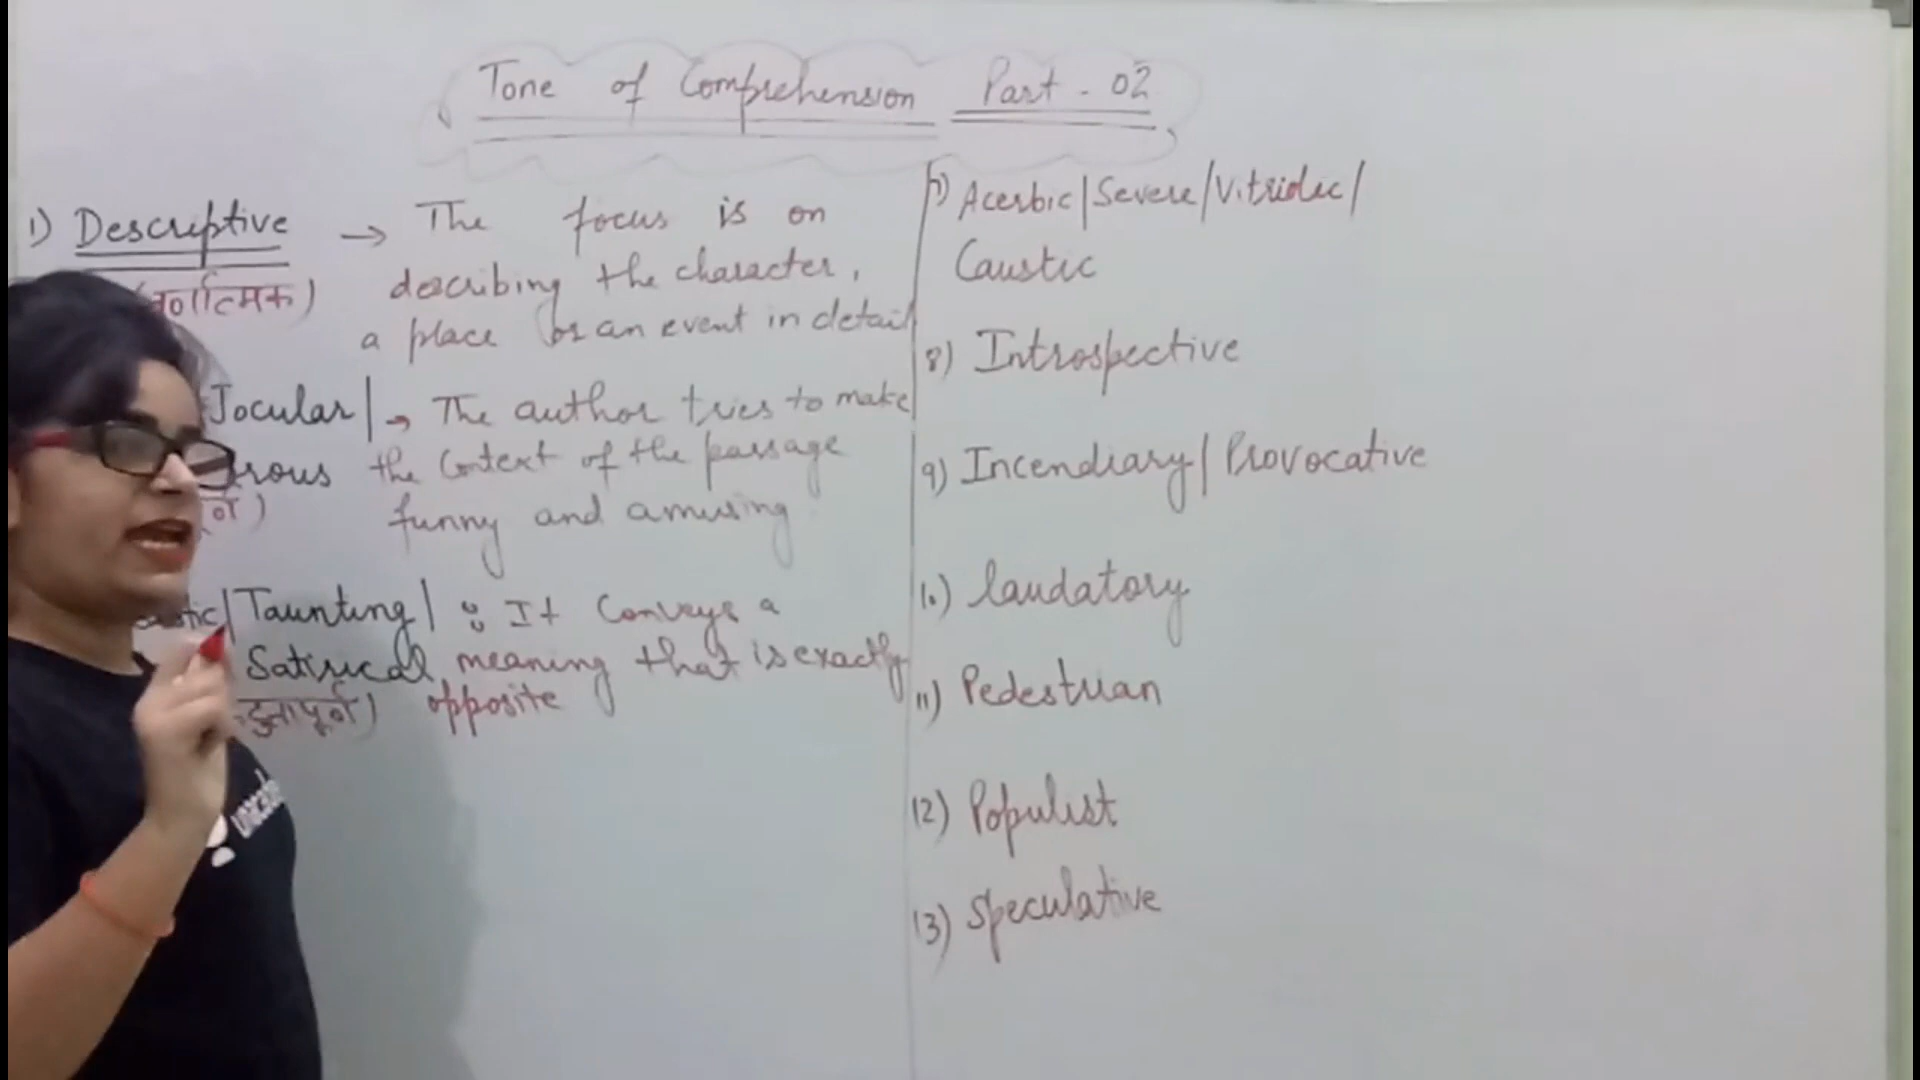 Tone of Comprehension Part - 02
1) Descriptive → The focus is on
describing the character,
a place or an event in detail
Jocular | → The author tries to make
the Context of the passage
funny and amusing
Taunting | : It Conveys a
Satirical meaning that is exactly
opposite
7) Acerbic/Severe/Vitriolic/
Caustic
8) Introspective
9) Incendiary/Provocative
10) laudatory
11) Pedestrian
12) Populist
13) Speculative